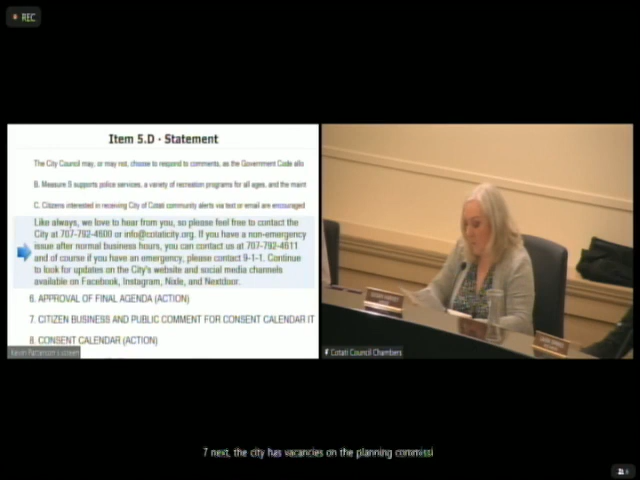 REC
Item 5.D - Statement
The City Council may, or may not, choose to respond to comments, as the Government Code allo
B. Measure S supports police services, a variety of recreation programs for all ages, and the maint
C. Citizens interested in receiving City of Cotati community alerts via text or email are encouraged
Like always, we love to hear from you, so please feel free to contact the
City at 707-792-4600 or info@cotaticity.org. If you have a non-emergency
issue after normal business hours, you can contact us at 707-792-4611
and of course if you have an emergency, please contact 9-1-1. Continue
to look for updates on the City's website and social media channels
available on Facebook, Instagram, Nixle, and Nextdoor.
6. APPROVAL OF FINAL AGENDA (ACTION)
7. CITIZEN BUSINESS AND PUBLIC COMMENT FOR CONSENT CALENDAR IT
8. CONSENT CALENDAR (ACTION)
Kevin Patterson's screen
Cotati Council Chambers
7 next, the city has vacancies on the planning commissi